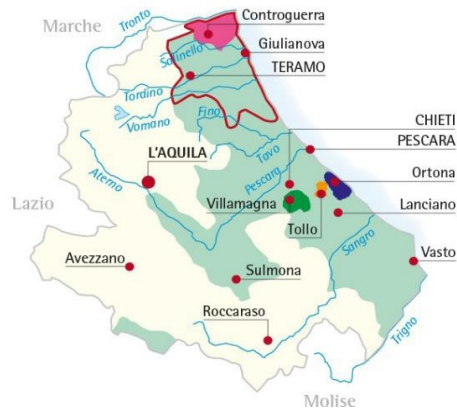 Marche
Tronto
Controguerra
Salinello
Giulianova
TERAMO
Tordino
Vomano
Fino
CHIETI
PESCARA
L'AQUILA
Tavo
Aterno
Pescara
Ortona
Lazio
Villamagna
Lanciano
Tollo
Sangro
Avezzano
Vasto
Sulmona
Roccaraso
Trigno
Molise